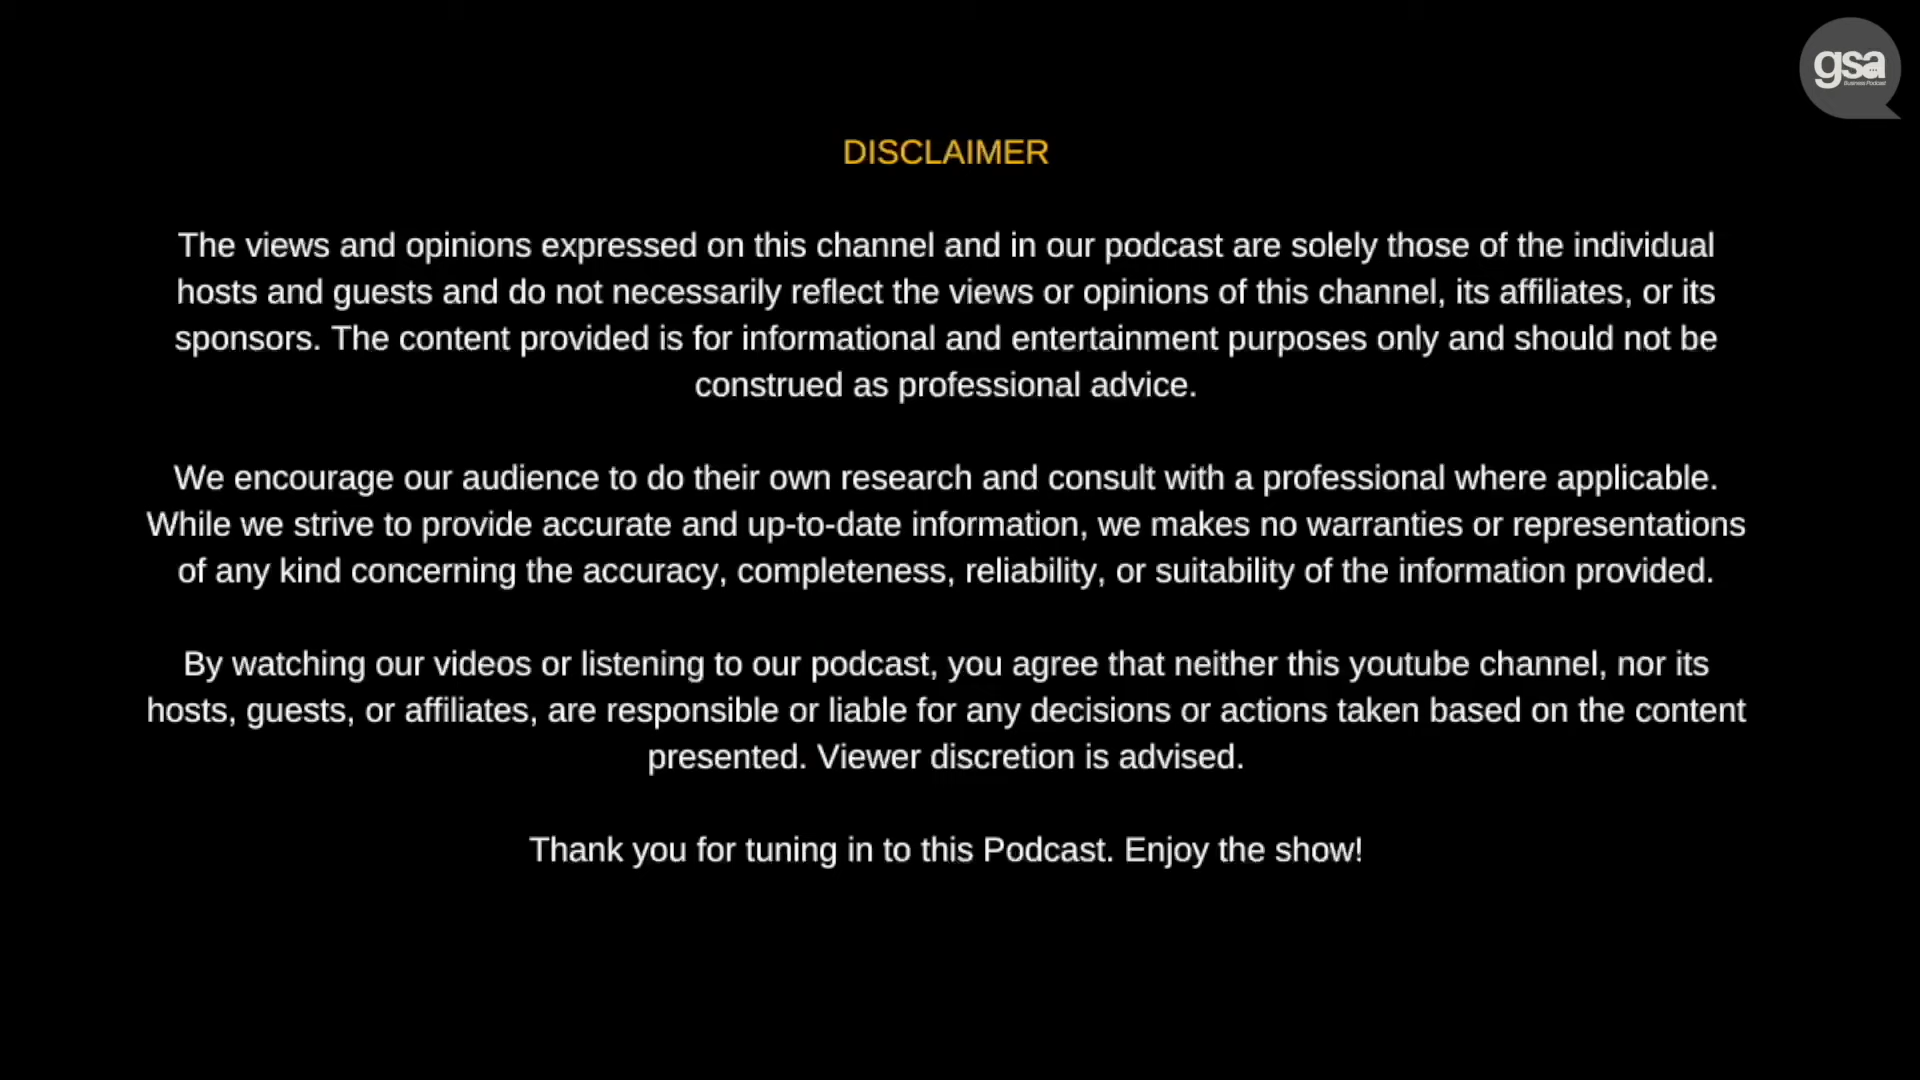 gsa
Business Podcast
DISCLAIMER
The views and opinions expressed on this channel and in our podcast are solely those of the individual
hosts and guests and do not necessarily reflect the views or opinions of this channel, its affiliates, or its
sponsors. The content provided is for informational and entertainment purposes only and should not be
construed as professional advice.
We encourage our audience to do their own research and consult with a professional where applicable.
While we strive to provide accurate and up-to-date information, we makes no warranties or representations
of any kind concerning the accuracy, completeness, reliability, or suitability of the information provided.
By watching our videos or listening to our podcast, you agree that neither this youtube channel, nor its
hosts, guests, or affiliates, are responsible or liable for any decisions or actions taken based on the content
presented. Viewer discretion is advised.
Thank you for tuning in to this Podcast. Enjoy the show!